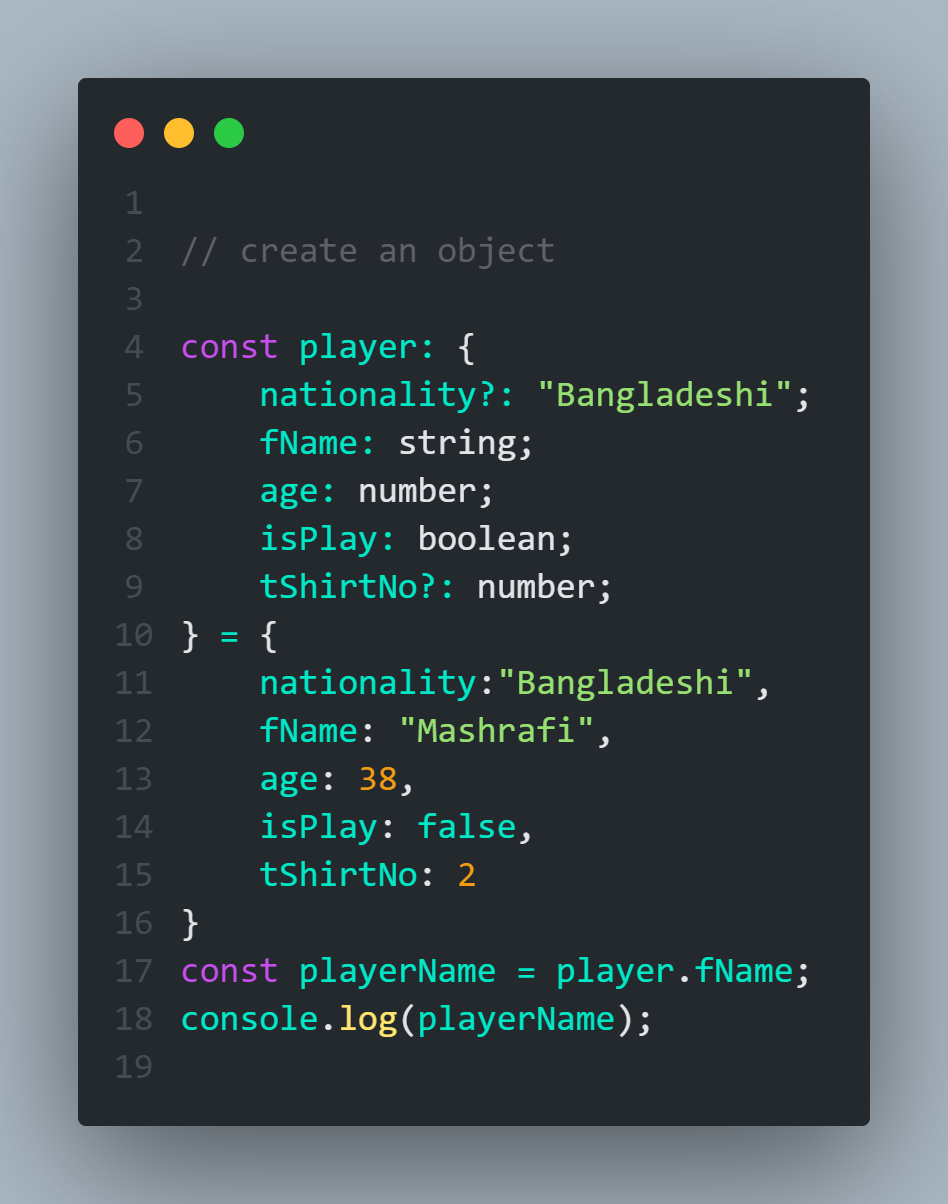 1
2 // create an object
3
4 const player: {
5     nationality?: "Bangladeshi";
6     fName: string;
7     age: number;
8     isPlay: boolean;
9     tShirtNo?: number;
10 } = {
11     nationality:"Bangladeshi",
12     fName: "Mashrafi",
13     age: 38,
14     isPlay: false,
15     tShirtNo: 2
16 }
17 const playerName = player.fName;
18 console.log(playerName);
19